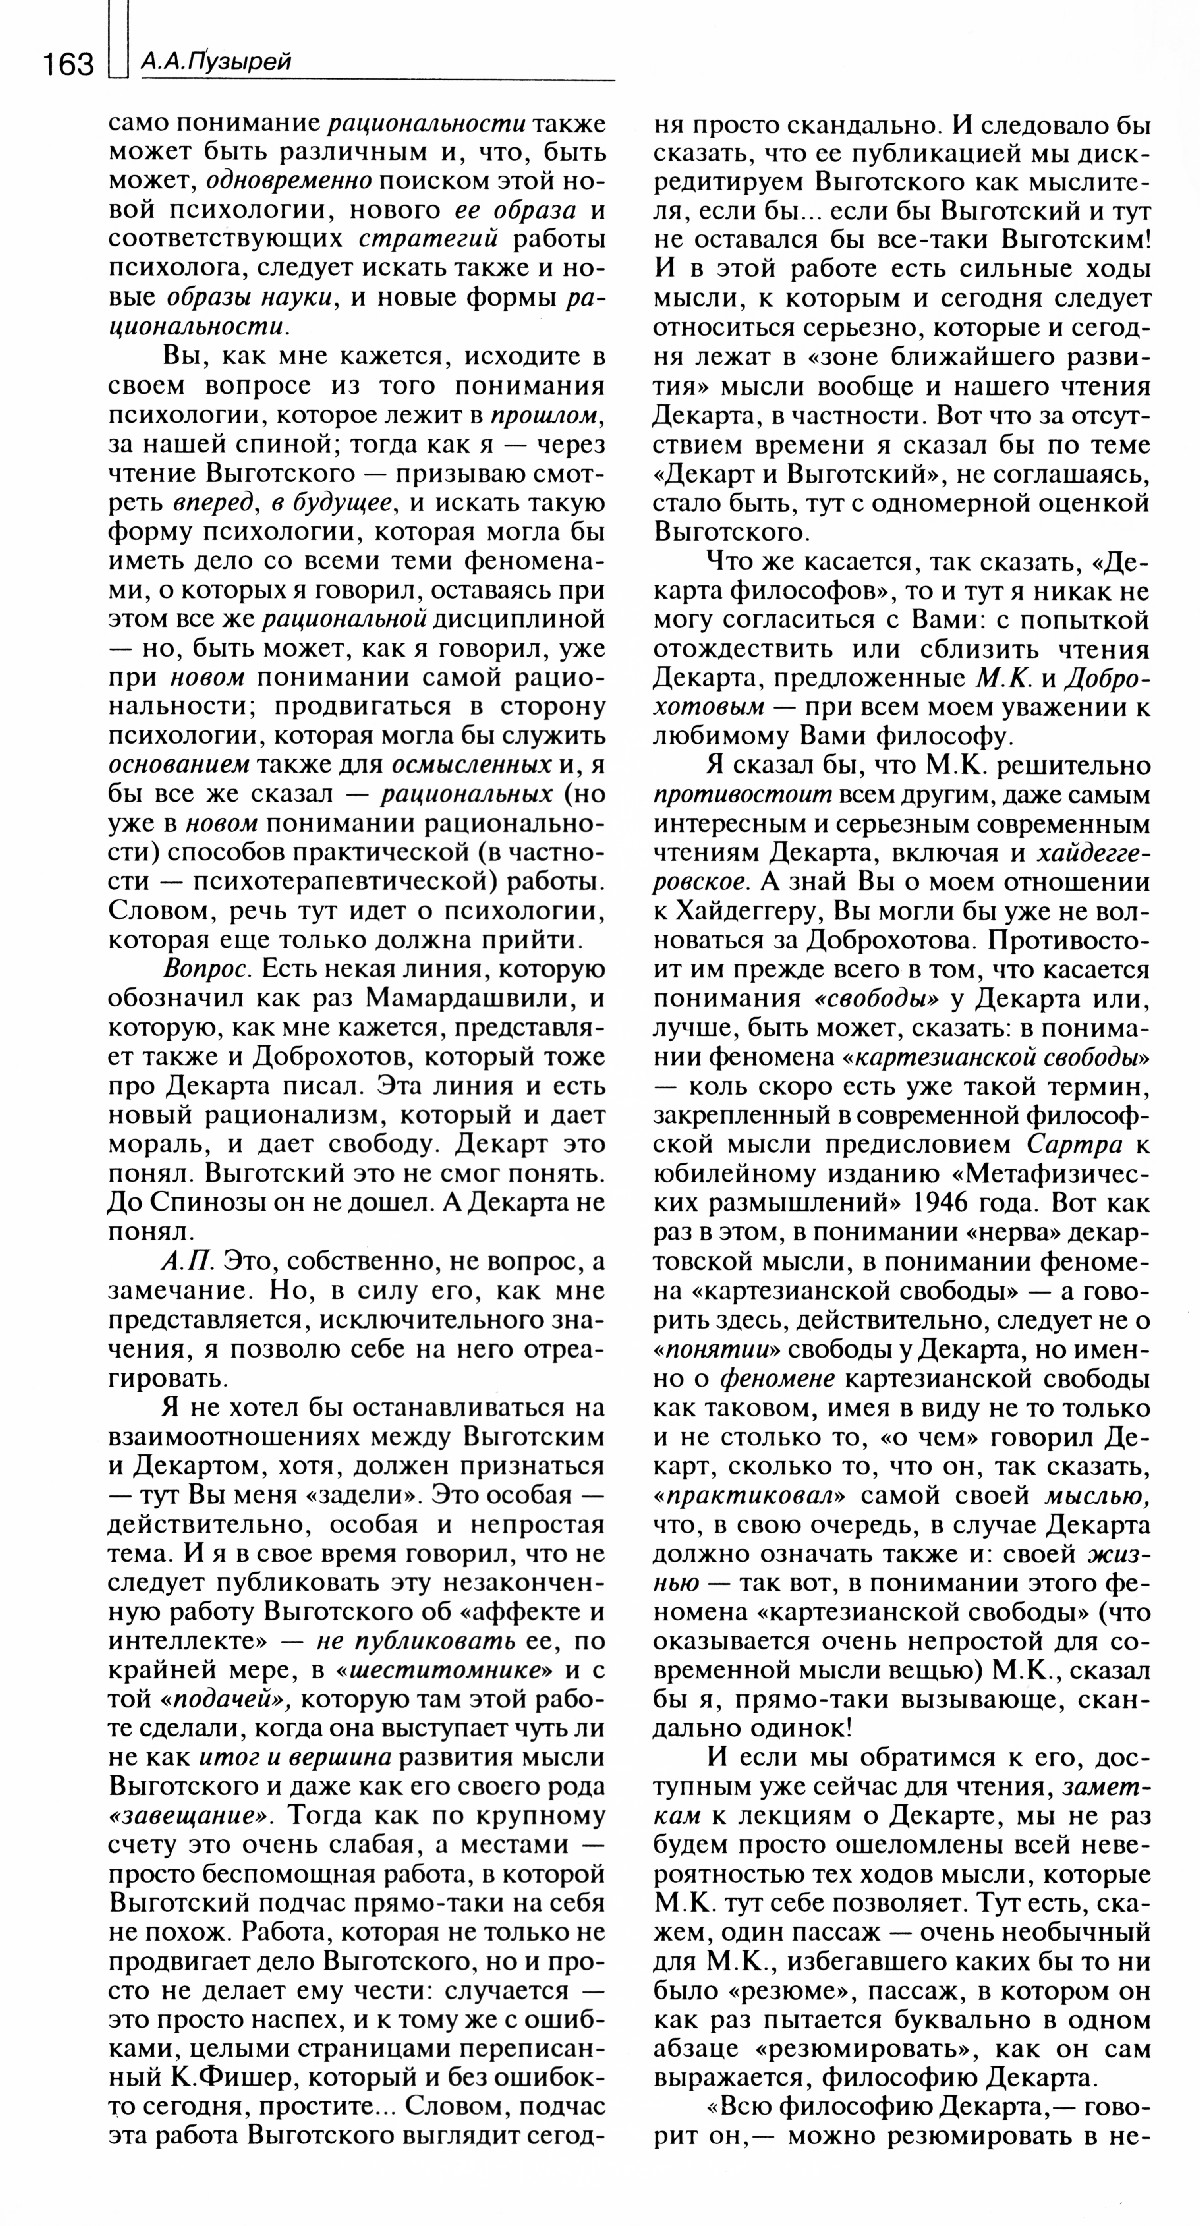 163
А.А.Пузырей
само понимание рациональности также
может быть различным и, что, быть
может, одновременно поиском этой но-
вой психологии, нового ее образа и
соответствующих стратегий работы
психолога, следует искать также и но-
вые образы науки, и новые формы ра-
циональности.
Вы, как мне кажется, исходите в
своем вопросе из того понимания
психологии, которое лежит в прошлом,
за нашей спиной; тогда как я — через
чтение Выготского — призываю смот-
реть вперед, в будущее, и искать такую
форму психологии, которая могла бы
иметь дело со всеми теми феномена-
ми, о которых я говорил, оставаясь при
этом все же рациональной дисциплиной
— но, быть может, как я говорил, уже
при новом понимании самой рацио-
нальности; продвигаться в сторону
психологии, которая могла бы служить
основанием также для осмысленных и, я
бы все же сказал — рациональных (но
уже в новом понимании рационально-
сти) способов практической (в частно-
сти — психотерапевтической) работы.
Словом, речь тут идет о психологии,
которая еще только должна прийти.
Вопрос. Есть некая линия, которую
обозначил как раз Мамардашвили, и
которую, как мне кажется, представля-
ет также и Доброхотов, который тоже
про Декарта писал. Эта линия и есть
новый рационализм, который и дает
мораль, и дает свободу. Декарт это
понял. Выготский это не смог понять.
До Спинозы он не дошел. А Декарта не
понял.
А.П. Это, собственно, не вопрос, а
замечание. Но, в силу его, как мне
представляется, исключительного зна-
чения, я позволю себе на него отреа-
гировать.
Я не хотел бы останавливаться на
взаимоотношениях между Выготским
и Декартом, хотя, должен признаться
— тут Вы меня «задели». Это особая —
действительно, особая и непростая
тема. И я в свое время говорил, что не
следует публиковать эту незакончен-
ную работу Выготского об «аффекте и
интеллекте» — не публиковать ее, по
крайней мере, в «шеститомнике» и с
той «подачей», которую там этой рабо-
те сделали, когда она выступает чуть ли
не как итог и вершина развития мысли
Выготского и даже как его своего рода
«завещание». Тогда как по крупному
счету это очень слабая, а местами —
просто беспомощная работа, в которой
Выготский подчас прямо-таки на себя
не похож. Работа, которая не только не
продвигает дело Выготского, но и про-
сто не делает ему чести: случается —
это просто наспех, и к тому же с ошиб-
ками, целыми страницами переписан-
ный К.Фишер, который и без ошибок-
то сегодня, простите... Словом, подчас
эта работа Выготского выглядит сегод-
ня просто скандально. И следовало бы
сказать, что ее публикацией мы диск-
редитируем Выготского как мыслите-
ля, если бы... если бы Выготский и тут
не оставался бы все-таки Выготским!
И в этой работе есть сильные ходы
мысли, к которым и сегодня следует
относиться серьезно, которые и сегод-
ня лежат в «зоне ближайшего разви-
тия» мысли вообще и нашего чтения
Декарта, в частности. Вот что за отсут-
ствием времени я сказал бы по теме
«Декарт и Выготский», не соглашаясь,
стало быть, тут с одномерной оценкой
Выготского.
Что же касается, так сказать, «Де-
карта философов», то и тут я никак не
могу согласиться с Вами: с попыткой
отождествить или сблизить чтения
Декарта, предложенные М.К. и Добро-
хотовым — при всем моем уважении к
любимому Вами философу.
Я сказал бы, что М.К. решительно
противостоит всем другим, даже самым
интересным и серьезным современным
чтениям Декарта, включая и хайдегге-
ровское. А знай Вы о моем отношении
к Хайдеггеру, Вы могли бы уже не вол-
новаться за Доброхотова. Противосто-
ит им прежде всего в том, что касается
понимания «свободы» у Декарта или,
лучше, быть может, сказать: в понима-
нии феномена «картезианской свободы»
— коль скоро есть уже такой термин,
закрепленный в современной философ-
ской мысли предисловием Сартра к
юбилейному изданию «Метафизичес-
ких размышлений» 1946 года. Вот как
раз в этом, в понимании «нерва» декар-
товской мысли, в понимании феноме-
на «картезианской свободы» — а гово-
рить здесь, действительно, следует не о
«понятии» свободы у Декарта, но имен-
но о феномене картезианской свободы
как таковом, имея в виду не то только
и не столько то, «о чем» говорил Де-
карт, сколько то, что он, так сказать,
«практиковал» самой своей мыслью,
что, в свою очередь, в случае Декарта
должно означать также и: своей жиз-
нью — так вот, в понимании этого фе-
номена «картезианской свободы» (что
оказывается очень непростой для со-
временной мысли вещью) М.К., сказал
бы я, прямо-таки вызывающе, скан-
дально одинок!
И если мы обратимся к его, дос-
тупным уже сейчас для чтения, замет-
кам к лекциям о Декарте, мы не раз
будем просто ошеломлены всей неве-
роятностью тех ходов мысли, которые
М.К. тут себе позволяет. Тут есть, ска-
жем, один пассаж — очень необычный
для М.К., избегавшего каких бы то ни
было «резюме», пассаж, в котором он
как раз пытается буквально в одном
абзаце «резюмировать», как он сам
выражается, философию Декарта.
«Всю философию Декарта,— гово-
рит он,— можно резюмировать в не-